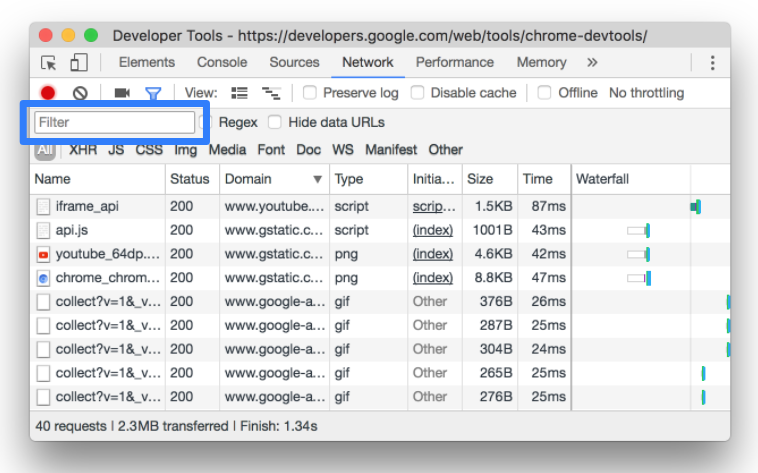 Developer Tools - https://developers.google.com/web/tools/chrome-devtools/
Elements Console Sources Network Performance Memory »
View: Preserve log Disable cache Offline No throttling
Filter Regex Hide data URLs
All XHR JS CSS Img Media Font Doc WS Manifest Other
Name Status Domain ▼ Type Initia... Size Time Waterfall
iframe_api 200 www.youtube.... script scrip... 1.5KB 87ms
api.js 200 www.gstatic.c... script (index) 1001B 43ms
youtube_64dp.... 200 www.gstatic.c... png (index) 4.6KB 42ms
chrome_chrom... 200 www.gstatic.c... png (index) 8.8KB 47ms
collect?v=1&_v... 200 www.google-a... gif Other 376B 26ms
collect?v=1&_v... 200 www.google-a... gif Other 287B 25ms
collect?v=1&_v... 200 www.google-a... gif Other 304B 24ms
collect?v=1&_v... 200 www.google-a... gif Other 265B 25ms
collect?v=1&_v... 200 www.google-a... gif Other 276B 25ms
40 requests | 2.3MB transferred | Finish: 1.34s